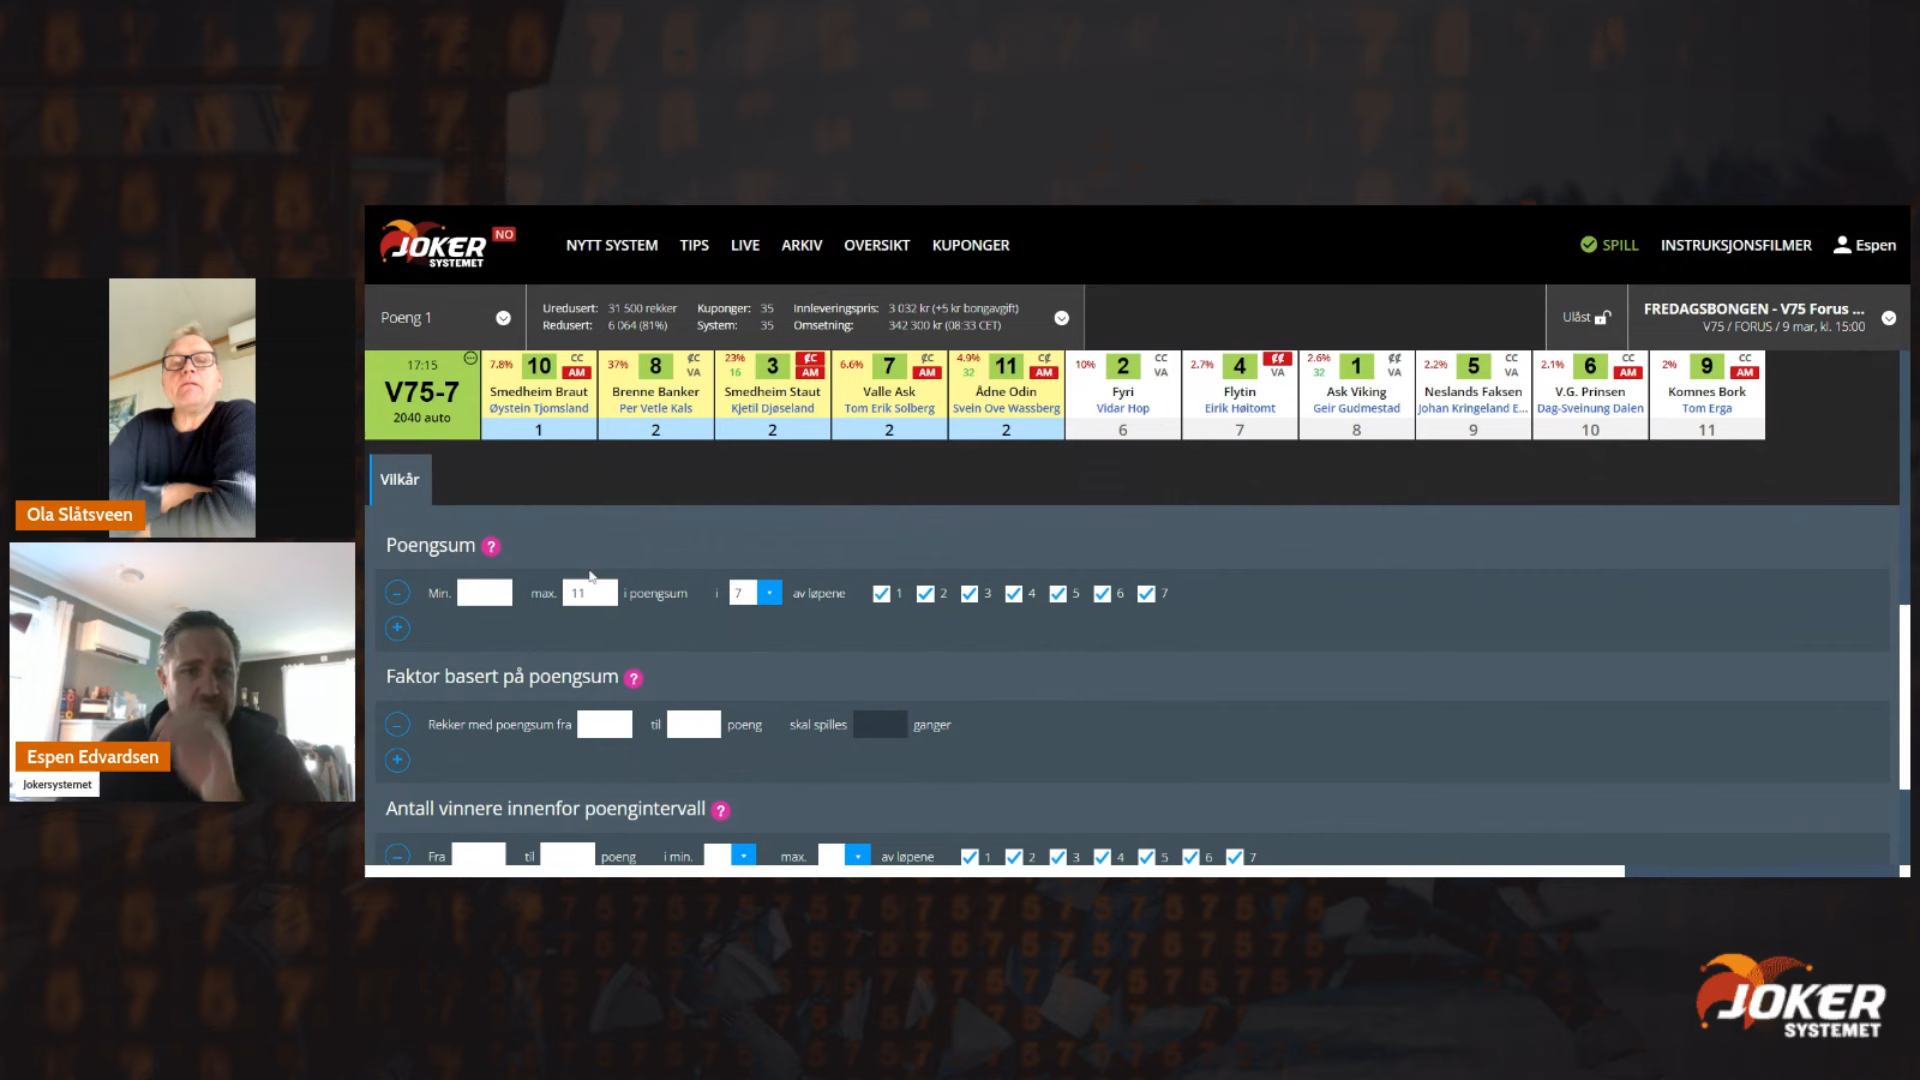 JOKER SYSTEMET NO
NYTT SYSTEM TIPS LIVE ARKIV OVERSIKT KUPONGER
SPILL INSTRUKSJONSFILMER Espen
Poeng 1
Uredusert: 31 500 rekker Kuponger: 35 Innleveringspris: 3 032 kr (+5 kr bongavgift)
Redusert: 6 064 (81%) System: 35 Omsetning: 342 300 kr (08:33 CET)
Ulåst
FREDAGSBONGEN - V75 Forus ...
V75 / FORUS / 9 mar, kl. 15:00
17:15
V75-7
2040 auto
7.8% 10 CC AM
Smedheim Braut
Øystein Tjomsland
1
37% 8 ₡C VA
Brenne Banker
Per Vetle Kals
2
23% 16 3 ₡C AM
Smedheim Staut
Kjetil Djøseland
2
6.6% 7 ₡C AM
Valle Ask
Tom Erik Solberg
2
4.9% 32 11 C₡ AM
Ådne Odin
Svein Ove Wassberg
2
10% 2 CC VA
Fyri
Vidar Hop
6
2.7% 4 ₡₡ VA
Flytin
Eirik Høitomt
7
2.6% 32 1 ₡₡ VA
Ask Viking
Geir Gudmestad
8
2.2% 5 CC VA
Neslands Faksen
Johan Kringeland E...
9
2.1% 6 CC AM
V.G. Prinsen
Dag-Sveinung Dalen
10
2% 9 CC AM
Komnes Bork
Tom Erga
11
Vilkår
Poengsum ?
Min. max. 11 i poengsum i 7 av løpene 1 2 3 4 5 6 7
Faktor basert på poengsum ?
Rekker med poengsum fra til poeng skal spilles ganger
Antall vinnere innenfor poengintervall ?
Fra til poeng i min. max. av løpene 1 2 3 4 5 6 7
Ola Slåtsveen
Espen Edvardsen
Jokersystemet
JOKER
SYSTEMET